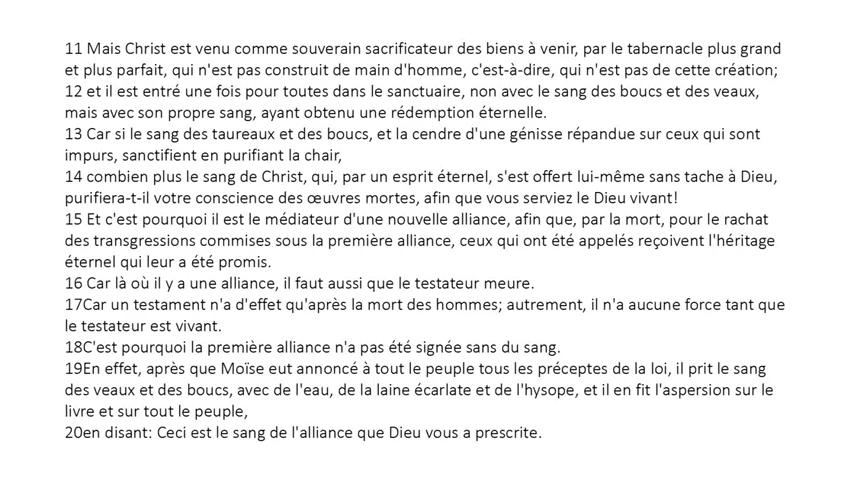 11 Mais Christ est venu comme souverain sacrificateur des biens à venir, par le tabernacle plus grand
et plus parfait, qui n'est pas construit de main d'homme, c'est-à-dire, qui n'est pas de cette création;
12 et il est entré une fois pour toutes dans le sanctuaire, non avec le sang des boucs et des veaux,
mais avec son propre sang, ayant obtenu une rédemption éternelle.
13 Car si le sang des taureaux et des boucs, et la cendre d'une génisse répandue sur ceux qui sont
impurs, sanctifient en purifiant la chair,
14 combien plus le sang de Christ, qui, par un esprit éternel, s'est offert lui-même sans tache à Dieu,
purifiera-t-il votre conscience des œuvres mortes, afin que vous serviez le Dieu vivant!
15 Et c'est pourquoi il est le médiateur d'une nouvelle alliance, afin que, par la mort, pour le rachat
des transgressions commises sous la première alliance, ceux qui ont été appelés reçoivent l'héritage
éternel qui leur a été promis.
16 Car là où il y a une alliance, il faut aussi que le testateur meure.
17Car un testament n'a d'effet qu'après la mort des hommes; autrement, il n'a aucune force tant que
le testateur est vivant.
18C'est pourquoi la première alliance n'a pas été signée sans du sang.
19En effet, après que Moïse eut annoncé à tout le peuple tous les préceptes de la loi, il prit le sang
des veaux et des boucs, avec de l'eau, de la laine écarlate et de l'hysope, et il en fit l'aspersion sur le
livre et sur tout le peuple,
20en disant: Ceci est le sang de l'alliance que Dieu vous a prescrite.